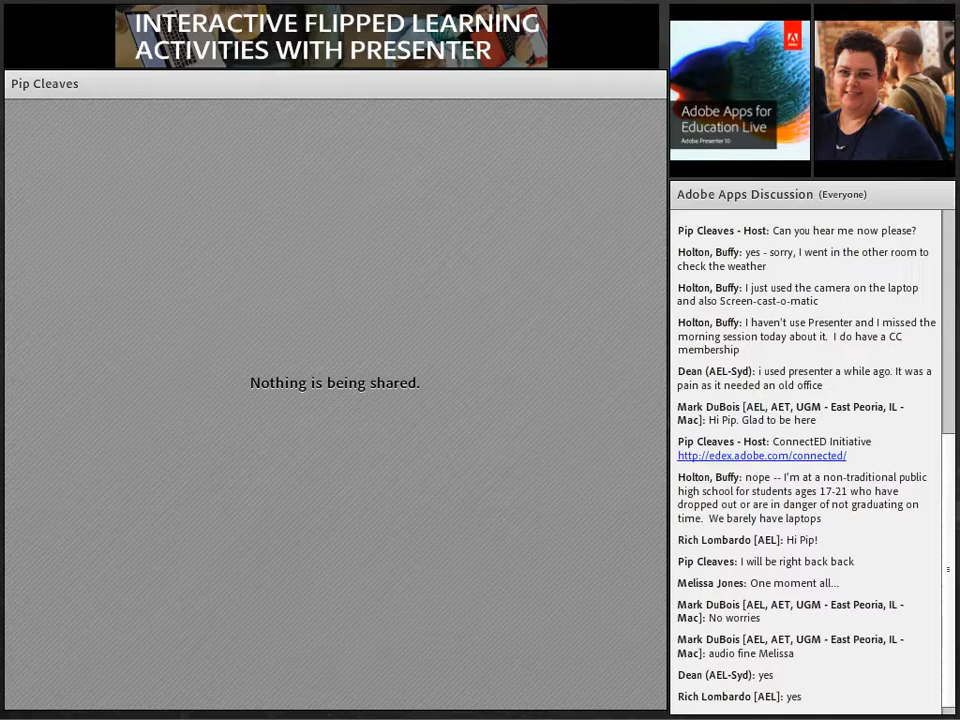 INTERACTIVE FLIPPED LEARNING
ACTIVITIES WITH PRESENTER
Pip Cleaves
Nothing is being shared.
Adobe Apps for
Education Live
Adobe Presenter 10
Adobe Apps Discussion (Everyone)
Pip Cleaves - Host: Can you hear me now please?
Holton, Buffy: yes - sorry, I went in the other room to
check the weather
Holton, Buffy: I just used the camera on the laptop
and also Screen-cast-o-matic
Holton, Buffy: I haven't use Presenter and I missed the
morning session today about it. I do have a CC
membership
Dean (AEL-Syd): i used presenter a while ago. It was a
pain as it needed an old office
Mark DuBois [AEL, AET, UGM - East Peoria, IL -
Mac]: Hi Pip. Glad to be here
Pip Cleaves - Host: ConnectED Initiative
http://edex.adobe.com/connected/
Holton, Buffy: nope -- I'm at a non-traditional public
high school for students ages 17-21 who have
dropped out or are in danger of not graduating on
time. We barely have laptops
Rich Lombardo [AEL]: Hi Pip!
Pip Cleaves: I will be right back back
Melissa Jones: One moment all...
Mark DuBois [AEL, AET, UGM - East Peoria, IL -
Mac]: No worries
Mark DuBois [AEL, AET, UGM - East Peoria, IL -
Mac]: audio fine Melissa
Dean (AEL-Syd): yes
Rich Lombardo [AEL]: yes